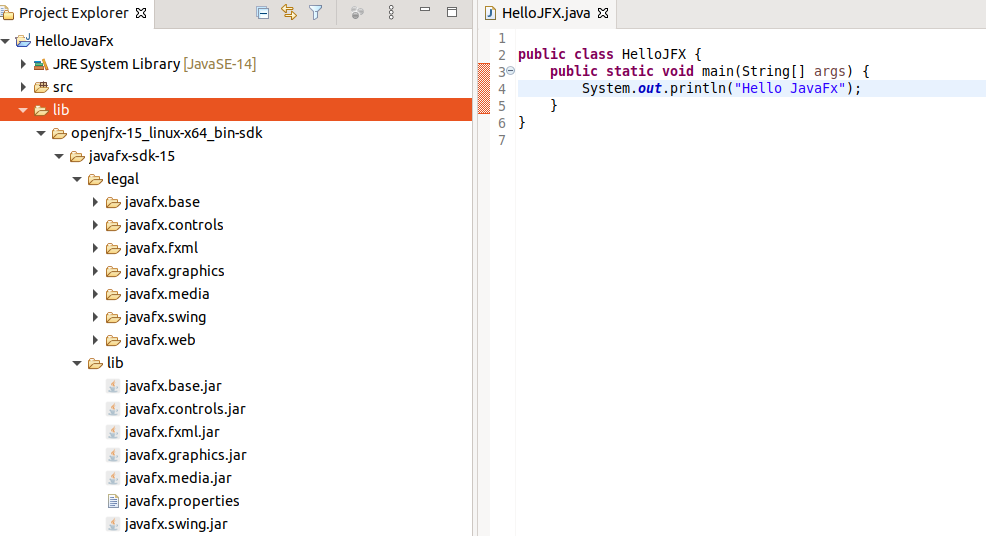 Project Explorer
HelloJavaFx
JRE System Library [JavaSE-14]
src
lib
openjfx-15_linux-x64_bin-sdk
javafx-sdk-15
legal
javafx.base
javafx.controls
javafx.fxml
javafx.graphics
javafx.media
javafx.swing
javafx.web
lib
javafx.base.jar
javafx.controls.jar
javafx.fxml.jar
javafx.graphics.jar
javafx.media.jar
javafx.properties
javafx.swing.jar
HelloJFX.java
1
2 public class HelloJFX {
3 public static void main(String[] args) {
4 System.out.println("Hello JavaFx");
5 }
6 }
7